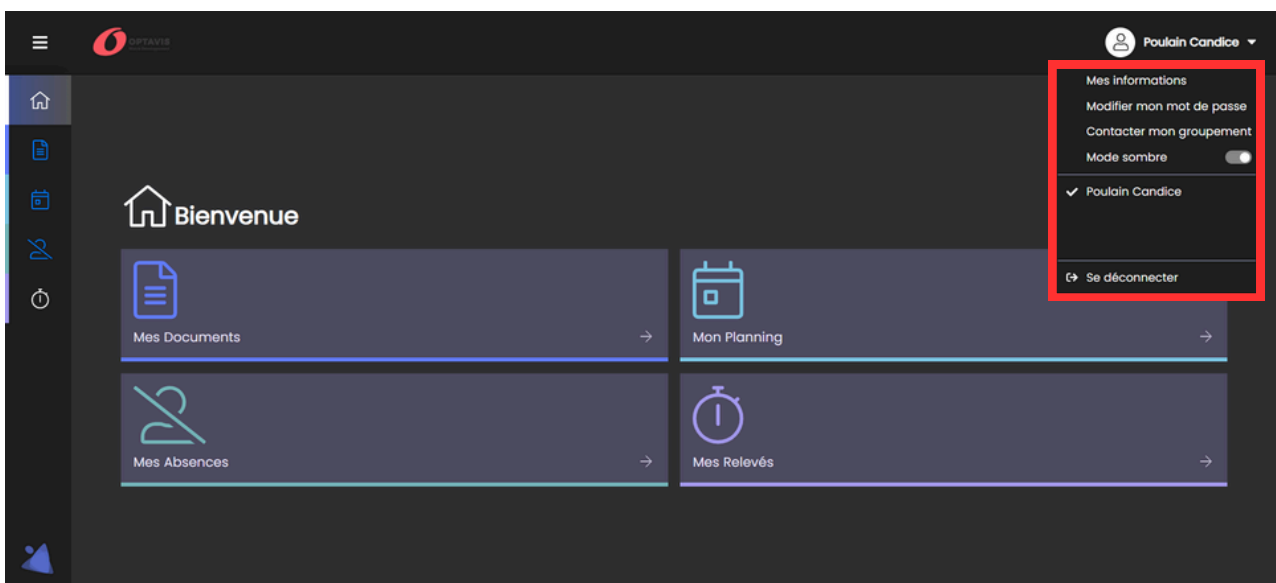 OPTAVIS
Poulain Candice
Mes informations
Modifier mon mot de passe
Contacter mon groupement
Mode sombre
Poulain Candice
Se déconnecter
Bienvenue
Mes Documents
Mon Planning
Mes Absences
Mes Relevés